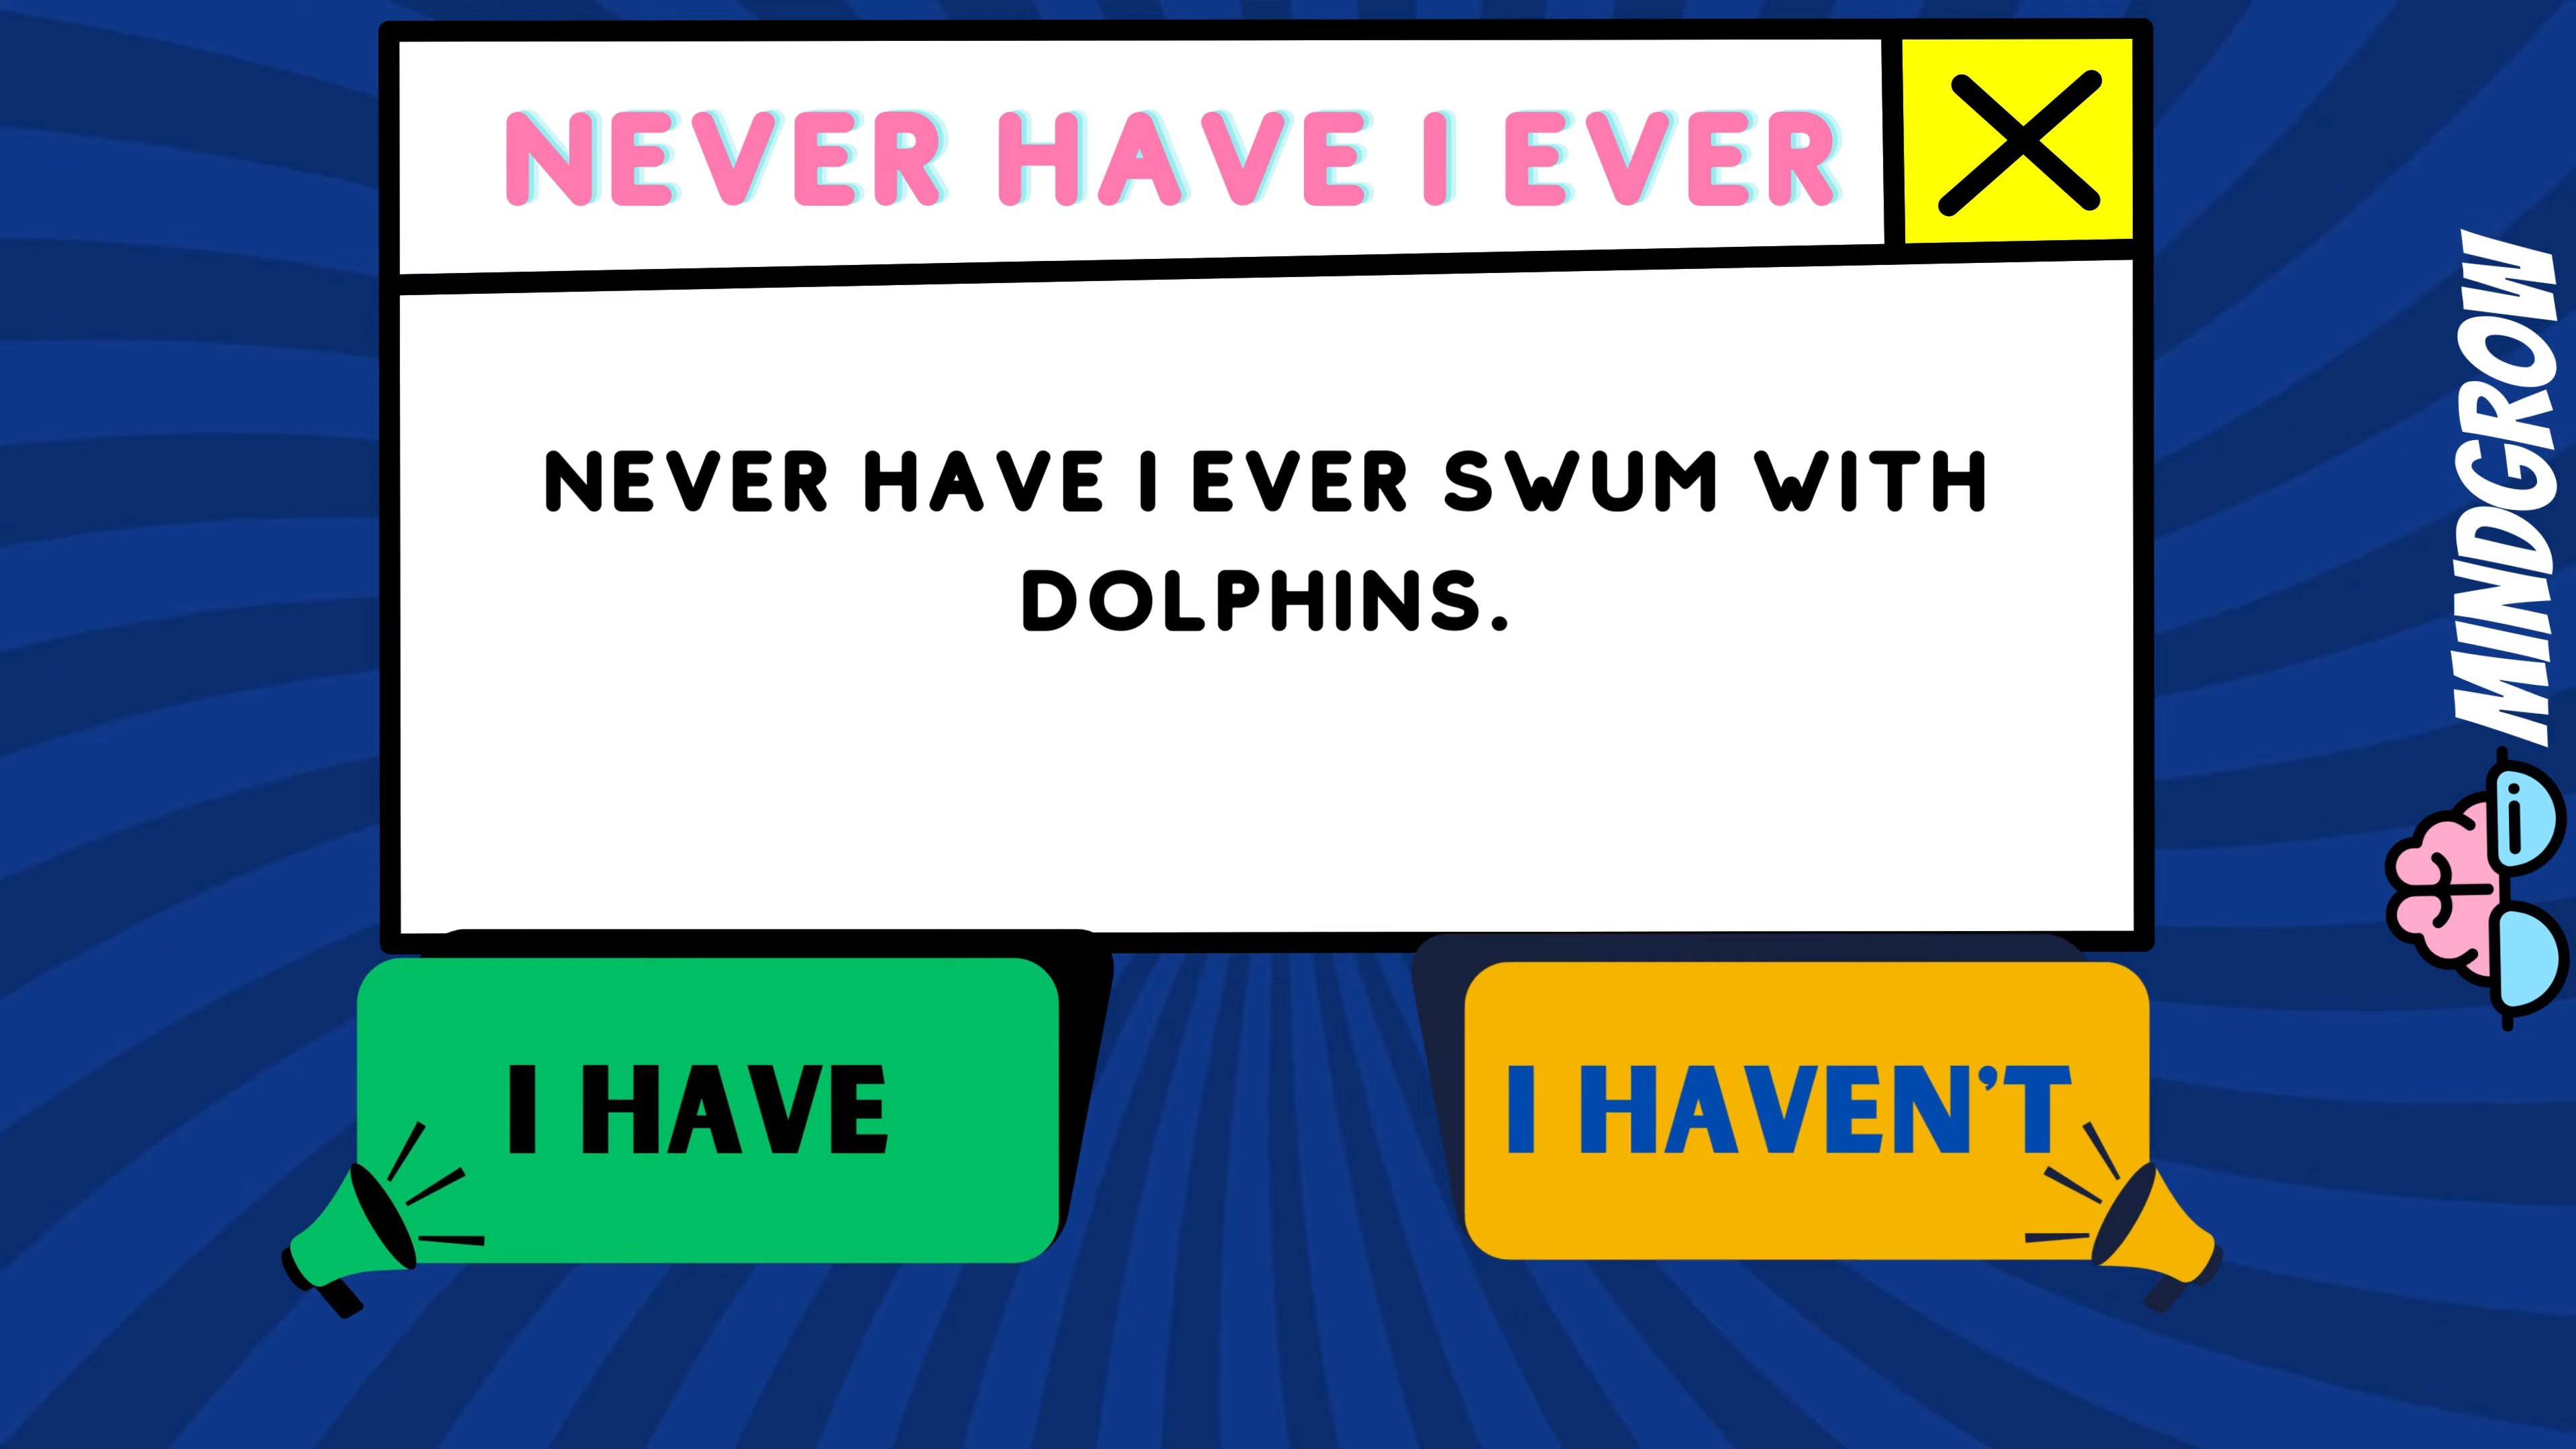 NEVER HAVE I EVER
NEVER HAVE I EVER SWUM WITH
DOLPHINS.
I HAVE
I HAVEN'T
MINDGROW